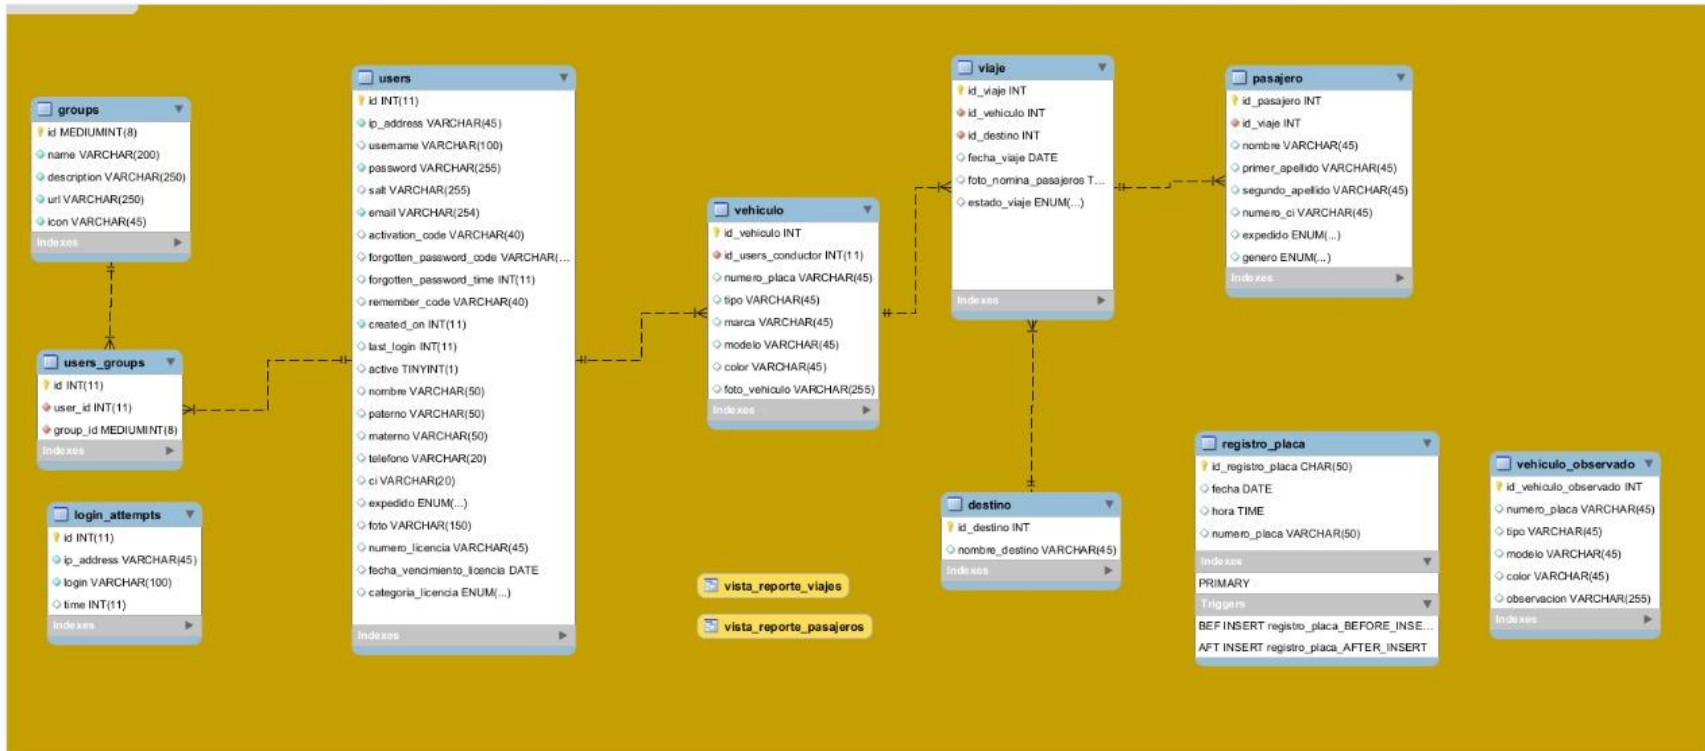 groups
id MEDIUMINT(8)
name VARCHAR(200)
description VARCHAR(250)
url VARCHAR(250)
icon VARCHAR(45)
Indexes
users_groups
id INT(11)
user_id INT(11)
group_id MEDIUMINT(8)
Indexes
login_attempts
id INT(11)
ip_address VARCHAR(45)
login VARCHAR(100)
time INT(11)
Indexes
users
id INT(11)
ip_address VARCHAR(45)
username VARCHAR(100)
password VARCHAR(255)
salt VARCHAR(255)
email VARCHAR(254)
activation_code VARCHAR(40)
forgotten_password_code VARCHAR(...
forgotten_password_time INT(11)
remember_code VARCHAR(40)
created_on INT(11)
last_login INT(11)
active TINYINT(1)
nombre VARCHAR(50)
paterno VARCHAR(50)
materno VARCHAR(50)
telefono VARCHAR(20)
ci VARCHAR(20)
expedido ENUM(...)
foto VARCHAR(150)
numero_licencia VARCHAR(45)
fecha_vencimiento_licencia DATE
categoria_licencia ENUM(...)
Indexes
vehiculo
id_vehiculo INT
id_users_conductor INT(11)
numero_placa VARCHAR(45)
tipo VARCHAR(45)
marca VARCHAR(45)
modelo VARCHAR(45)
color VARCHAR(45)
foto_vehiculo VARCHAR(255)
Indexes
vista_reporte_viajes
vista_reporte_pasajeros
viaje
id_viaje INT
id_vehiculo INT
id_destino INT
fecha_viaje DATE
foto_nomina_pasajeros T...
estado_viaje ENUM(...)
Indexes
destino
id_destino INT
nombre_destino VARCHAR(45)
Indexes
pasajero
id_pasajero INT
id_viaje INT
nombre VARCHAR(45)
primer_apellido VARCHAR(45)
segundo_apellido VARCHAR(45)
numero_ci VARCHAR(45)
expedido ENUM(...)
genero ENUM(...)
Indexes
registro_placa
id_registro_placa CHAR(50)
fecha DATE
hora TIME
numero_placa VARCHAR(50)
Indexes
PRIMARY
Triggers
BEF INSERT registro_placa_BEFORE_INSE...
AFT INSERT registro_placa_AFTER_INSERT
vehiculo_observado
id_vehiculo_observado INT
numero_placa VARCHAR(45)
tipo VARCHAR(45)
modelo VARCHAR(45)
color VARCHAR(45)
observacion VARCHAR(255)
Indexes